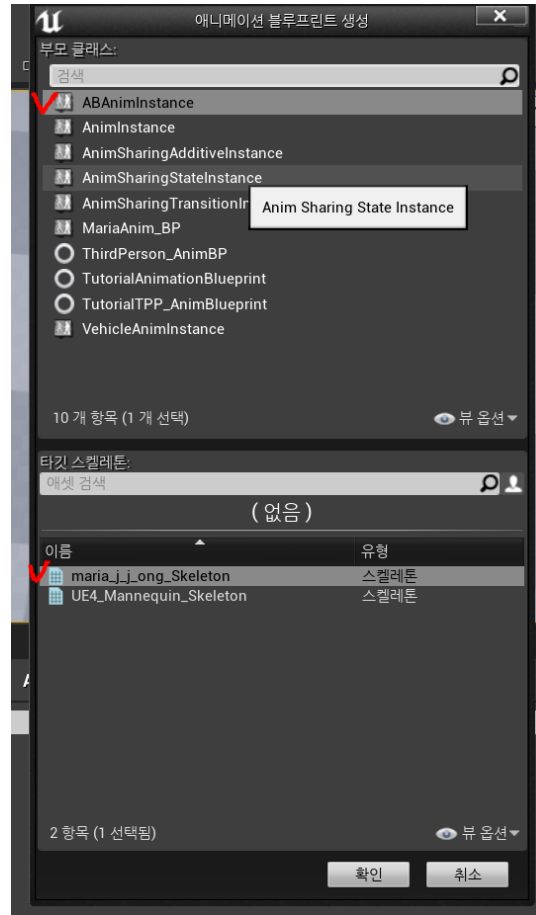 애니메이션 블루프린트 생성
부모 클래스:
검색
ABAnimInstance
AnimInstance
AnimSharingAdditiveInstance
AnimSharingStateInstance
AnimSharingTransitionIn
Anim Sharing State Instance
MariaAnim_BP
ThirdPerson_AnimBP
TutorialAnimationBlueprint
TutorialTPP_AnimBlueprint
VehicleAnimInstance
10 개 항목 (1 개 선택) 뷰 옵션
타깃 스켈레톤:
애셋 검색
( 없음 )
이름 유형
maria_j_j_ong_Skeleton 스켈레톤
UE4_Mannequin_Skeleton 스켈레톤
2 항목 (1 선택됨) 뷰 옵션
확인 취소